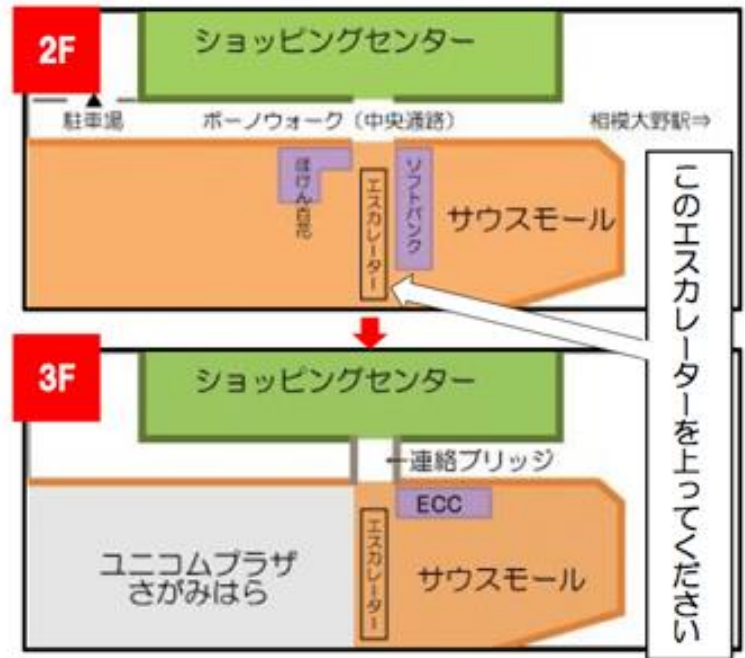 2F
ショッピングセンター
駐車場
ボーノウォーク（中央通路）
相模大野駅⇒
ほけん百花
エスカレーター
ソフトバンク
サウスモール
このエスカレーターを上ってください
3F
ショッピングセンター
連絡ブリッジ
ECC
エスカレーター
ユニコムプラザ
さがみはら
サウスモール